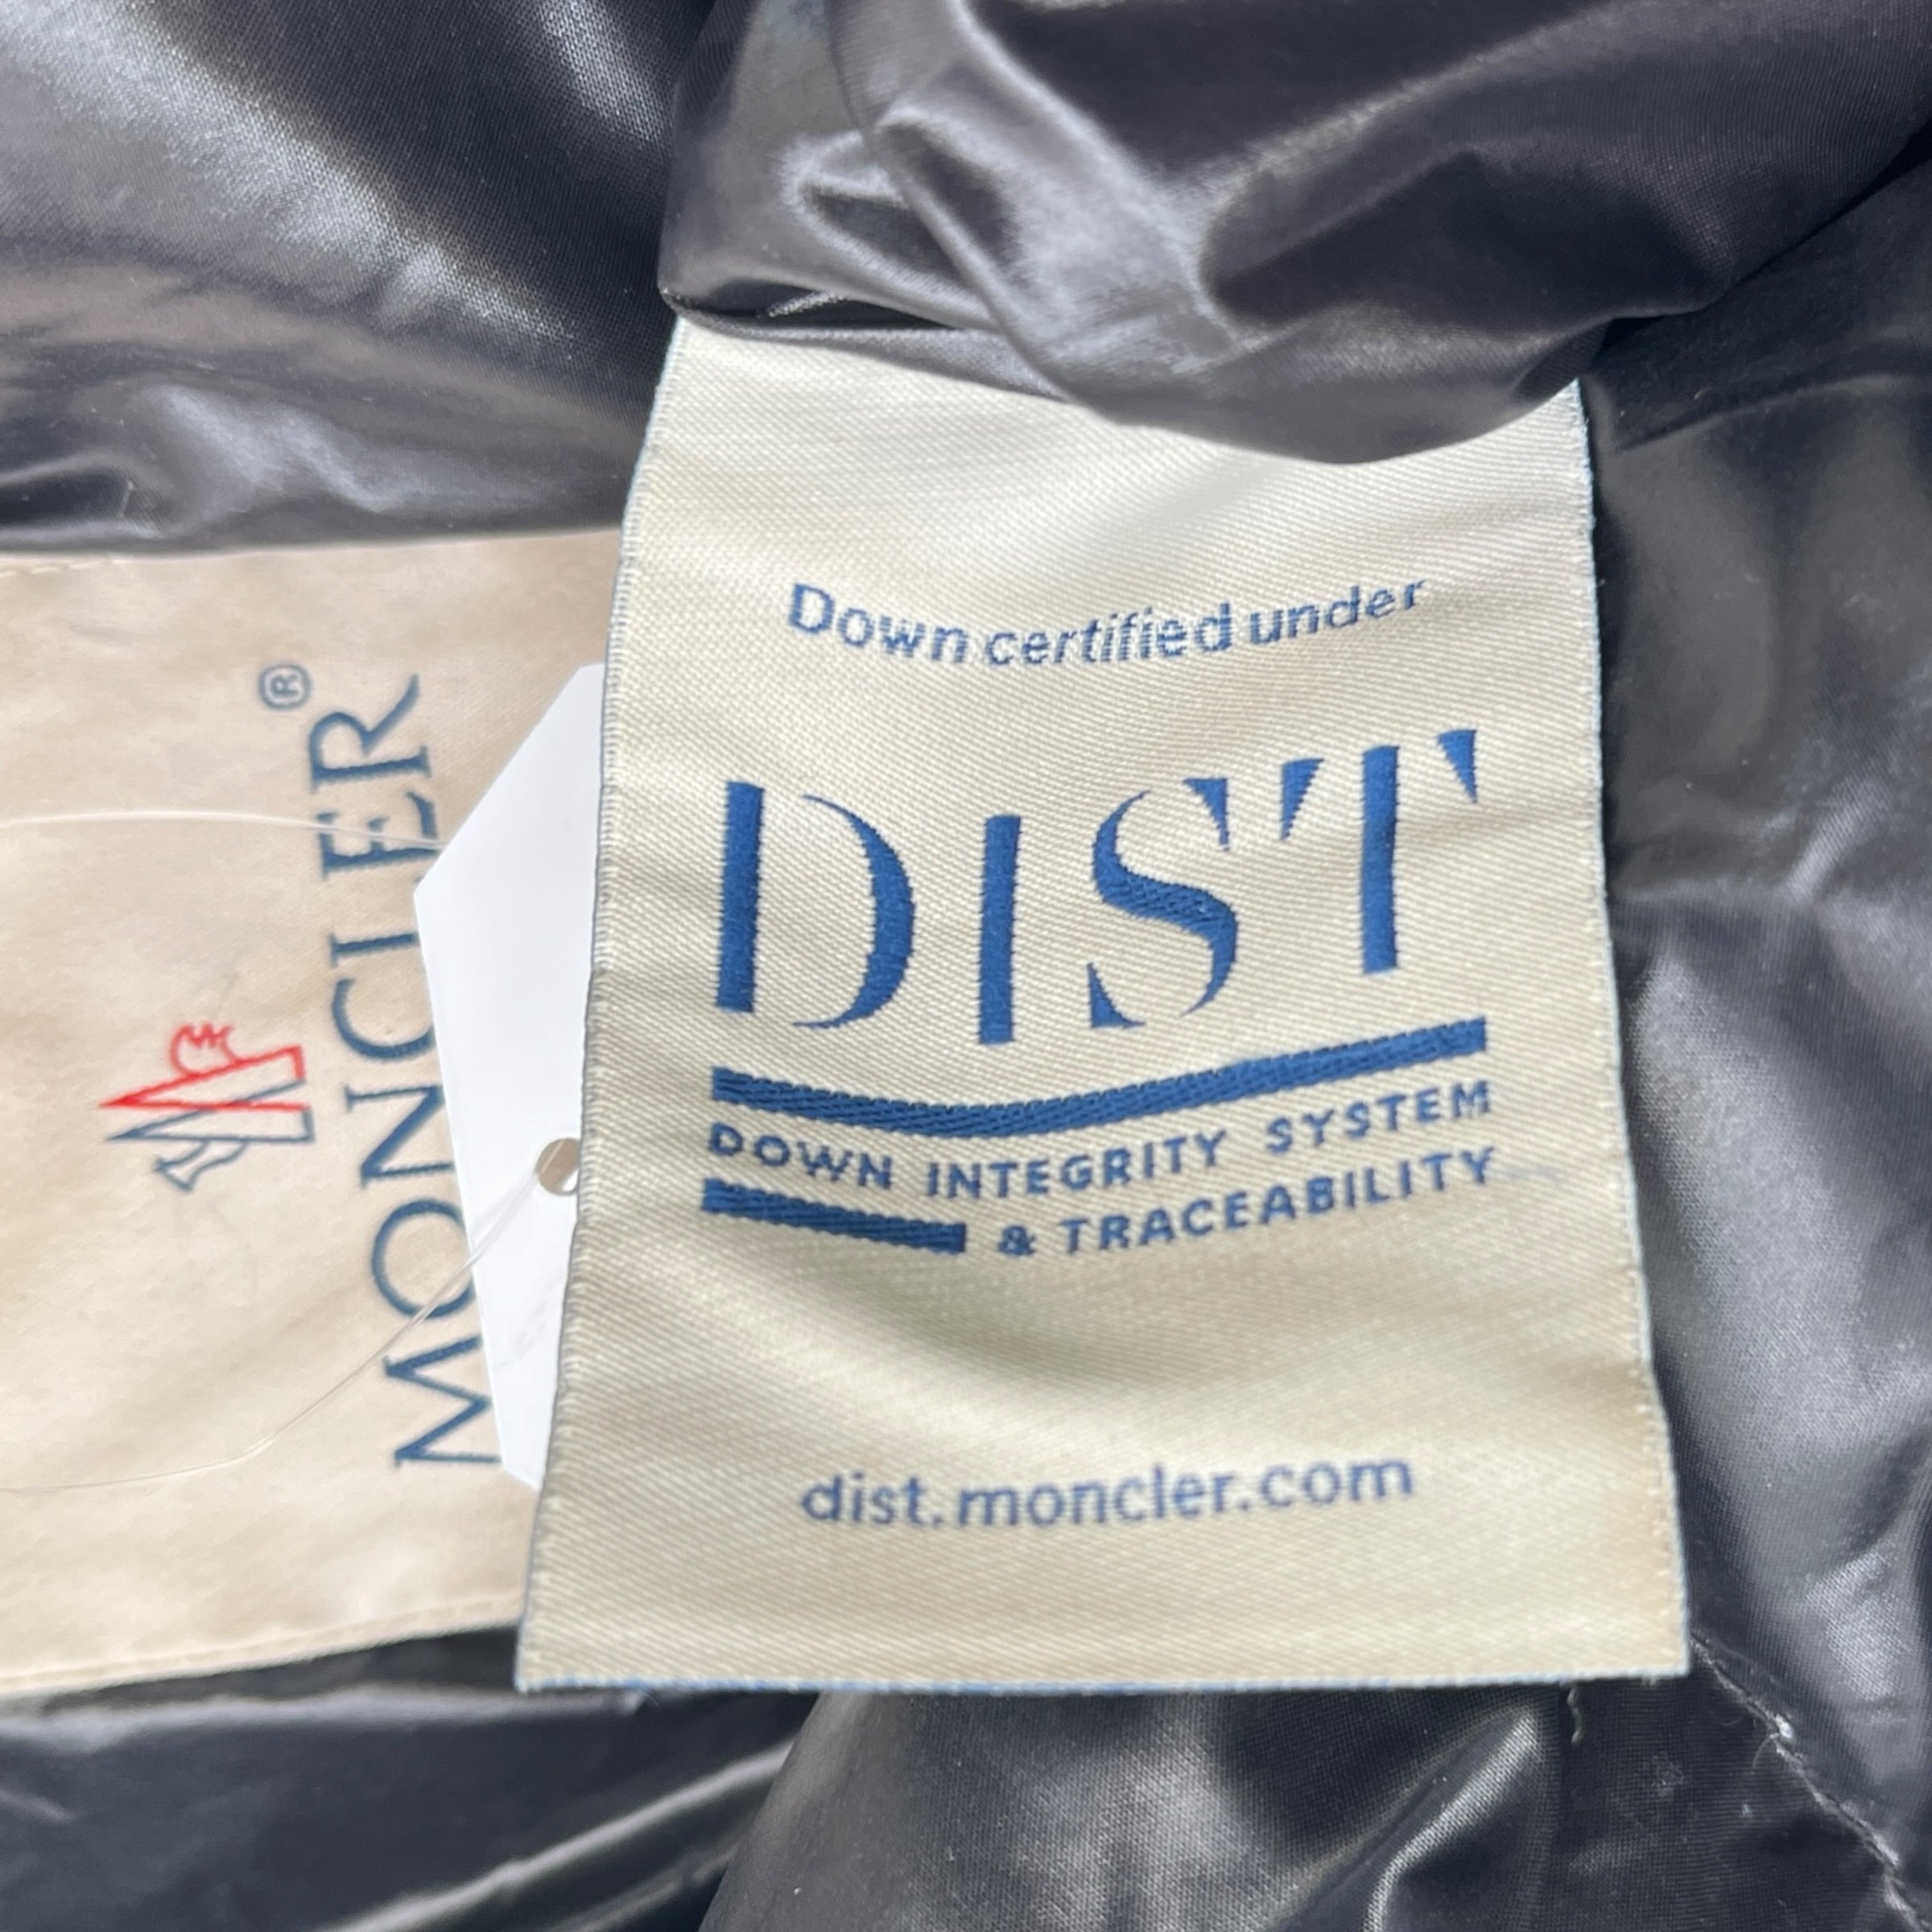 MONCLER®
Down certified under
DIST
DOWN INTEGRITY SYSTEM
& TRACEABILITY
dist.moncler.com